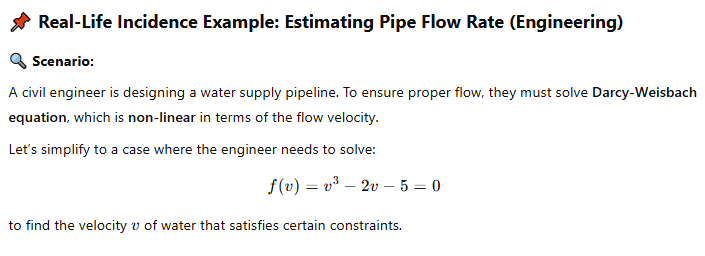 📌 Real-Life Incidence Example: Estimating Pipe Flow Rate (Engineering)
🔍 Scenario:
A civil engineer is designing a water supply pipeline. To ensure proper flow, they must solve Darcy-Weisbach
equation, which is non-linear in terms of the flow velocity.
Let’s simplify to a case where the engineer needs to solve:
f(v) = v³ − 2v − 5 = 0
to find the velocity v of water that satisfies certain constraints.